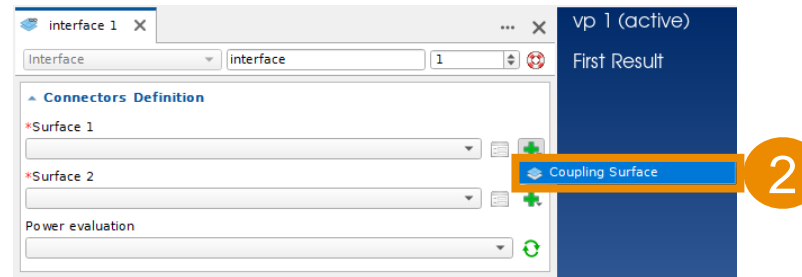 interface 1
vp 1 (active)
Interface interface 1
First Result
Connectors Definition
*Surface 1
Coupling Surface
2
*Surface 2
Power evaluation